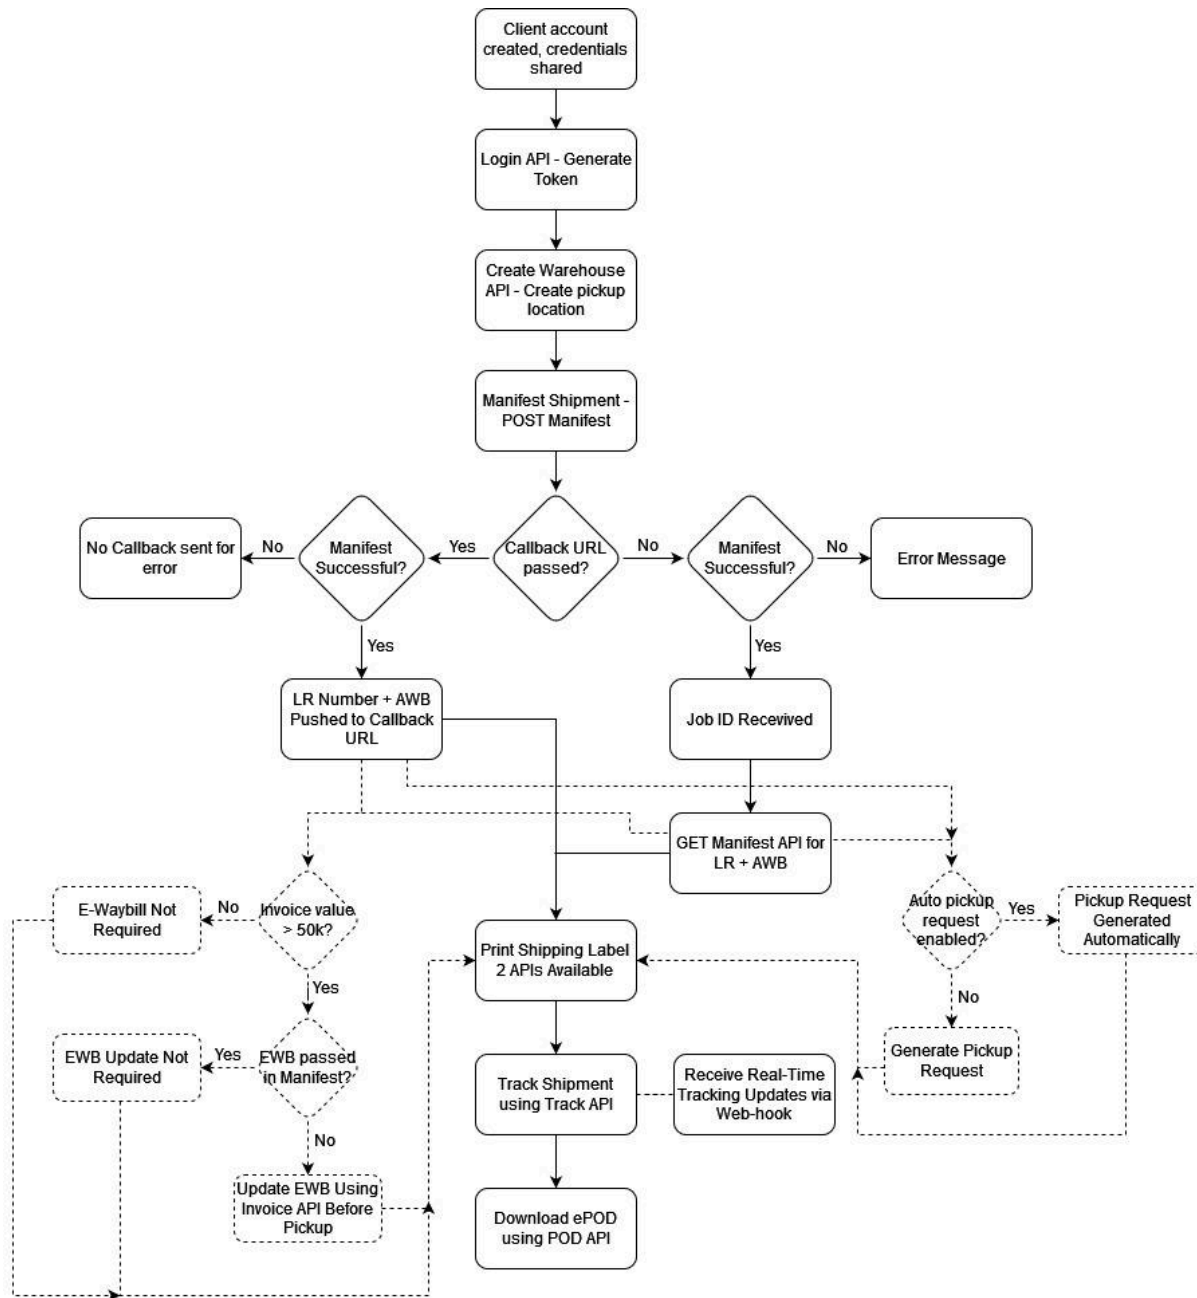 Client account
created, credentials
shared
Login API - Generate
Token
Create Warehouse
API - Create pickup
location
Manifest Shipment -
POST Manifest
No Callback sent for
error
No
Manifest
Successful?
Yes
Callback URL
passed?
No
Manifest
Successful?
No
Error Message
Yes
Yes
LR Number + AWB
Pushed to Callback
URL
Job ID Recevived
GET Manifest API for
LR + AWB
E-Waybill Not
Required
No
Invoice value
> 50k?
Print Shipping Label
2 APIs Available
Auto pickup
request
enabled?
Yes
Pickup Request
Generated
Automatically
Yes
No
EWB Update Not
Required
Yes
EWB passed
in Manifest?
Track Shipment
using Track API
Receive Real-Time
Tracking Updates via
Web-hook
Generate Pickup
Request
No
Update EWB Using
Invoice API Before
Pickup
Download ePOD
using POD API